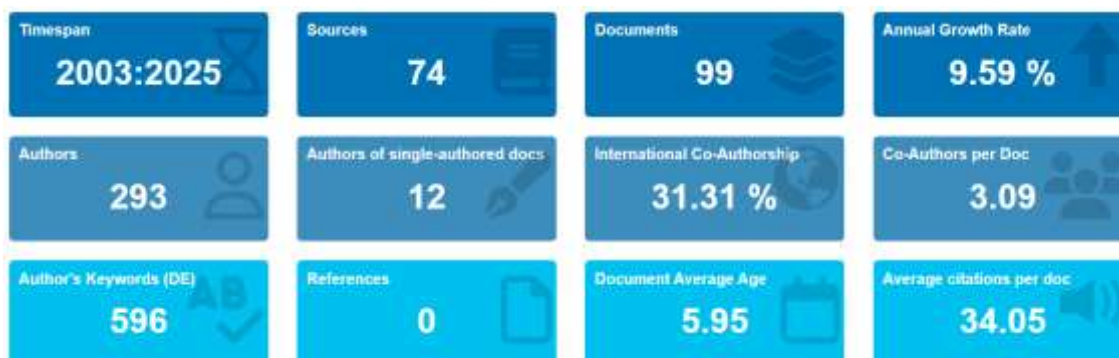 Timespan
2003:2025
Sources
74
Documents
99
Annual Growth Rate
9.59 %
Authors
293
Authors of single-authored docs
12
International Co-Authorship
31.31 %
Co-Authors per Doc
3.09
Author's Keywords (DE)
596
AB
References
0
Document Average Age
5.95
Average citations per doc
34.05